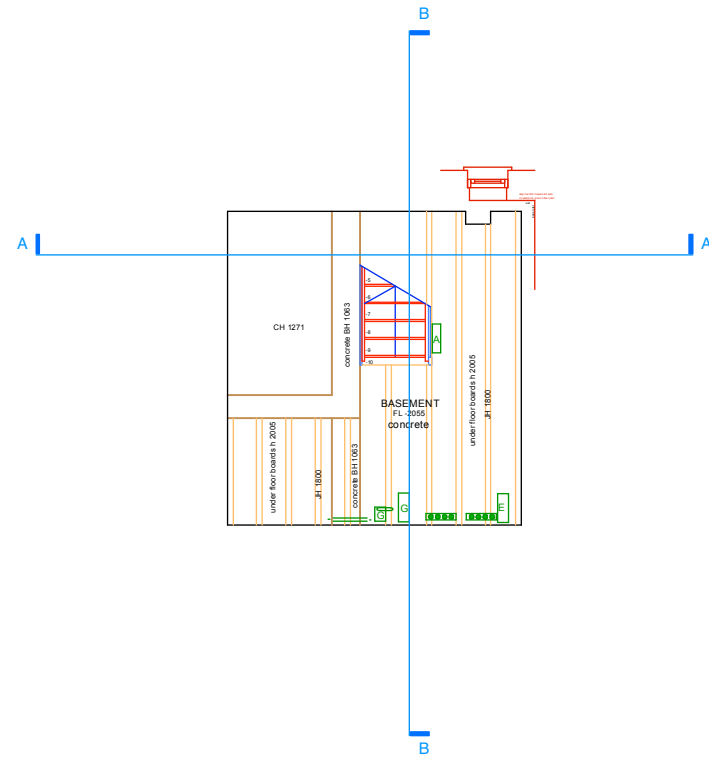 B
A
A
-5
-6
-7
-8
-9
-10
CH 1271
concrete BH 1063
A
under floor boards h 2005
JH 1800
BASEMENT
FL -2055
concrete
under floor boards h 2005
JH 1800
concrete BH 1063
G
G
E
B